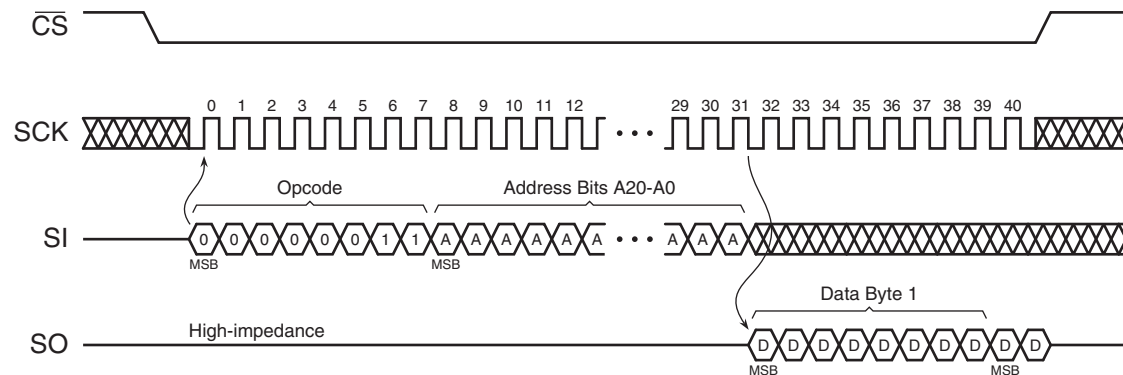 CS
0 1 2 3 4 5 6 7 8 9 10 11 12 29 30 31 32 33 34 35 36 37 38 39 40
SCK
Opcode Address Bits A20-A0
SI 0 0 0 0 0 0 1 1 A A A A A A A A A
MSB MSB
Data Byte 1
High-impedance
SO D D D D D D D D D D
MSB MSB